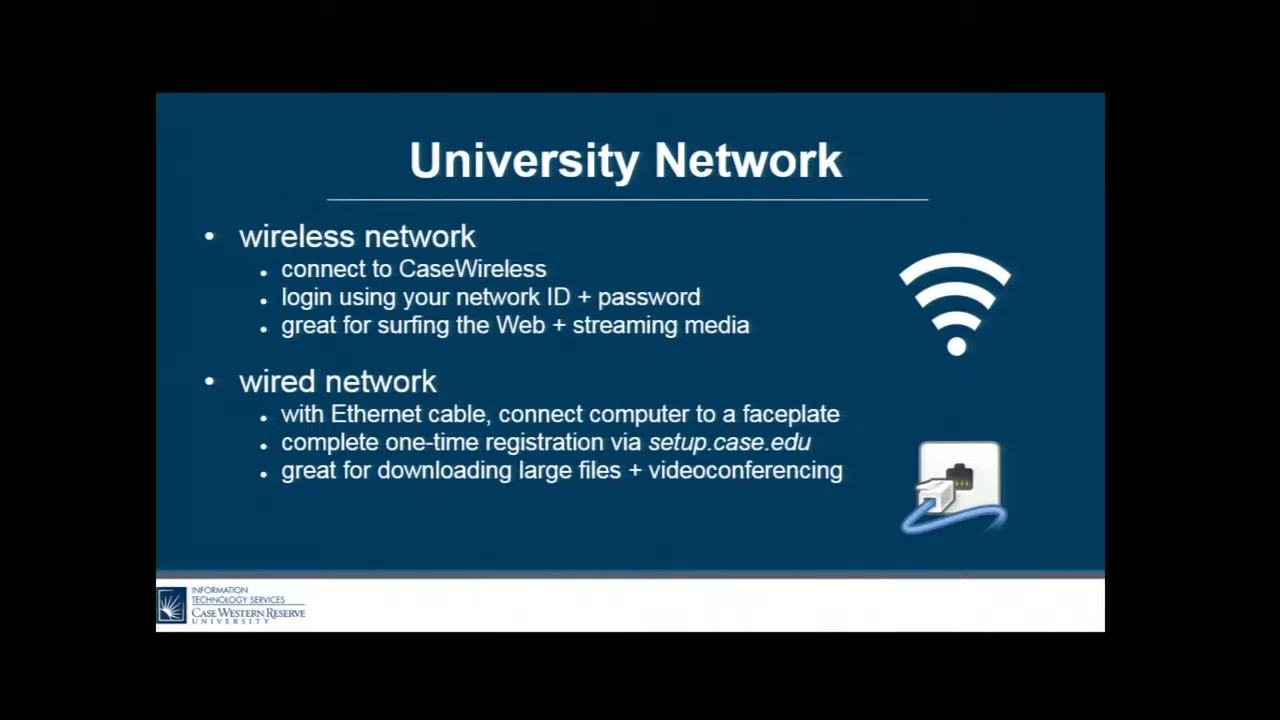 University Network
• wireless network
• connect to CaseWireless
• login using your network ID + password
• great for surfing the Web + streaming media
• wired network
• with Ethernet cable, connect computer to a faceplate
• complete one-time registration via setup.case.edu
• great for downloading large files + videoconferencing
INFORMATION
TECHNOLOGY SERVICES
CASE WESTERN RESERVE
UNIVERSITY